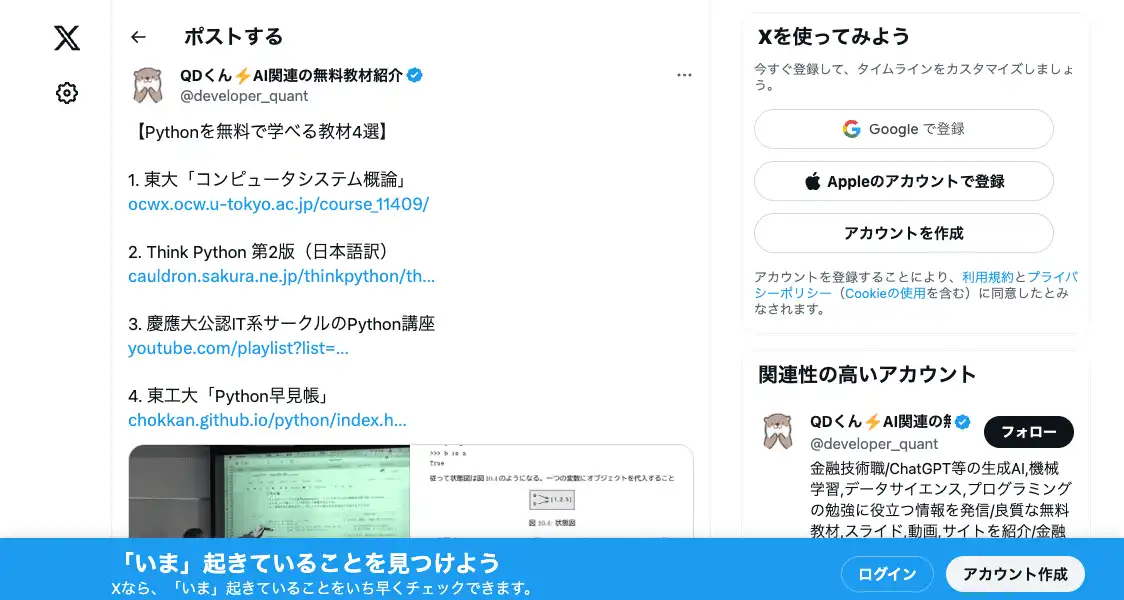 ポストする
QDくん⚡AI関連の無料教材紹介
@developer_quant
【Pythonを無料で学べる教材4選】
1. 東大「コンピュータシステム概論」
ocwx.ocw.u-tokyo.ac.jp/course_11409/
2. Think Python 第2版（日本語訳）
cauldron.sakura.ne.jp/thinkpython/th...
3. 慶應大公認IT系サークルのPython講座
youtube.com/playlist?list=...
4. 東工大「Python早見帳」
chokkan.github.io/python/index.h...
>>> b is a
True
従って状態図は図 10.4 のようになる。一つの変数にオブジェクトを代入すること
a
b
[1,2,3]
図 10.4: 状態図
Xを使ってみよう
今すぐ登録して、タイムラインをカスタマイズしましょ
う。
Google で登録
Appleのアカウントで登録
アカウントを作成
アカウントを登録することにより、利用規約とプライバ
シーポリシー（Cookieの使用を含む）に同意したとみ
なされます。
関連性の高いアカウント
QDくん⚡AI関連の無
@developer_quant
フォロー
金融技術職/ChatGPT等の生成AI,機械
学習,データサイエンス,プログラミング
の勉強に役立つ情報を発信/良質な無料
教材,スライド,動画,サイトを紹介/金融
「いま」起きていることを見つけよう
Xなら、「いま」起きていることをいち早くチェックできます。
ログイン
アカウント作成